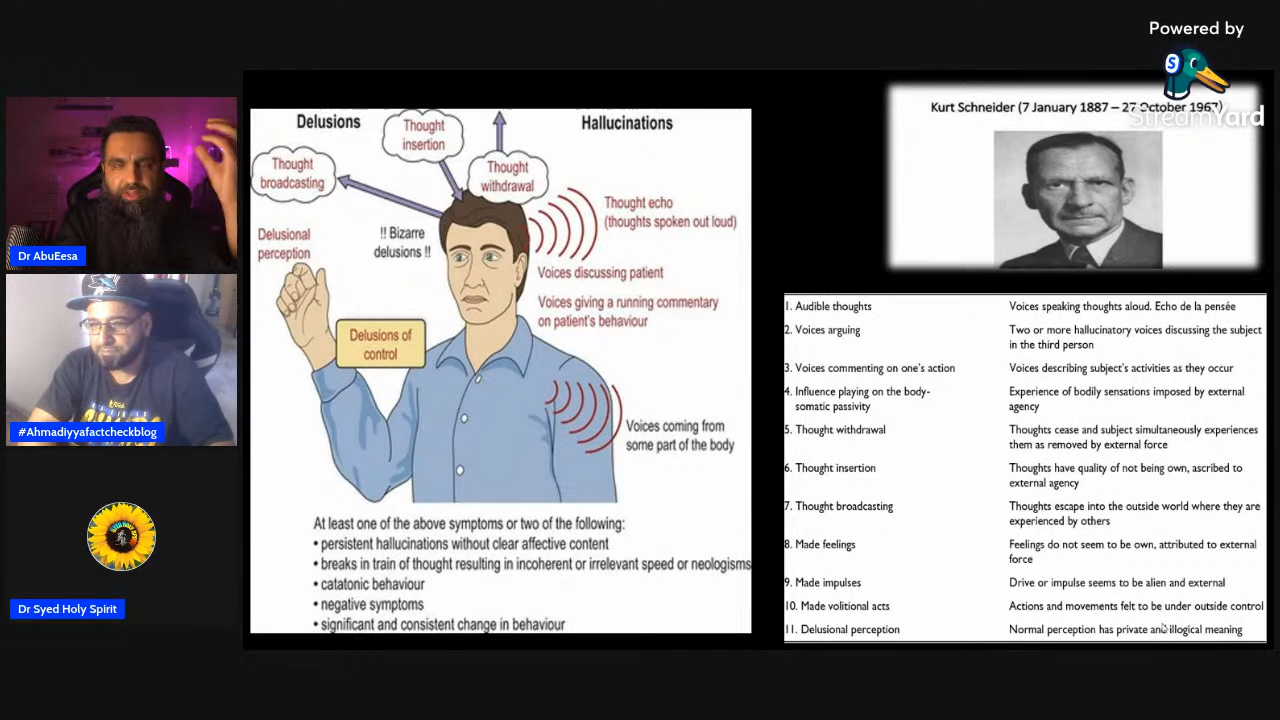 Powered by
StreamYard
Dr AbuEesa
#Ahmadiyyafactcheckblog
Dr Syed Holy Spirit
Delusions
Hallucinations
Thought
insertion
Thought
broadcasting
Thought
withdrawal
Thought echo
(thoughts spoken out loud)
Delusional
perception
!! Bizarre
delusions !!
Voices discussing patient
Voices giving a running commentary
on patient's behaviour
Delusions of
control
Voices coming from
some part of the body
At least one of the above symptoms or two of the following:
• persistent hallucinations without clear affective content
• breaks in train of thought resulting in incoherent or irrelevant speed or neologisms
• catatonic behaviour
• negative symptoms
• significant and consistent change in behaviour
Kurt Schneider (7 January 1887 – 27 October 1967)
1. Audible thoughts Voices speaking thoughts aloud. Echo de la pensée
2. Voices arguing Two or more hallucinatory voices discussing the subject
in the third person
3. Voices commenting on one's action Voices describing subject's activities as they occur
4. Influence playing on the body- Experience of bodily sensations imposed by external
somatic passivity agency
5. Thought withdrawal Thoughts cease and subject simultaneously experiences
them as removed by external force
6. Thought insertion Thoughts have quality of not being own, ascribed to
external agency
7. Thought broadcasting Thoughts escape into the outside world where they are
experienced by others
8. Made feelings Feelings do not seem to be own, attributed to external
force
9. Made impulses Drive or impulse seems to be alien and external
10. Made volitional acts Actions and movements felt to be under outside control
11. Delusional perception Normal perception has private and illogical meaning